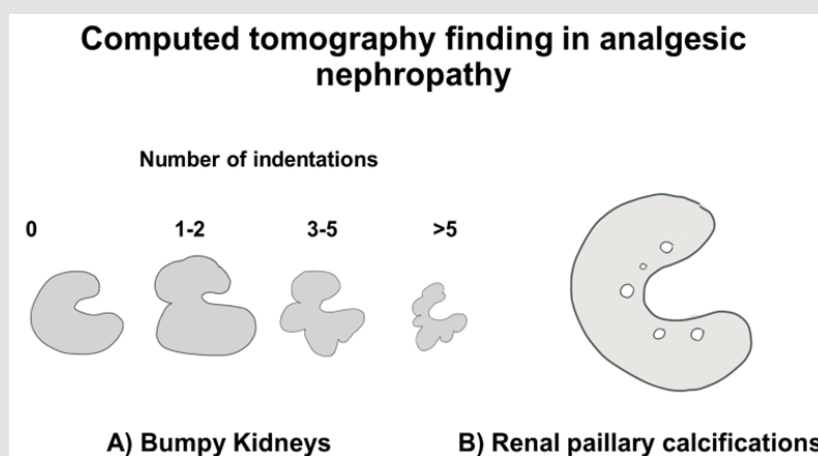 Computed tomography finding in analgesic
nephropathy
Number of indentations
0 1-2 3-5 >5
A) Bumpy Kidneys B) Renal paillary calcifications